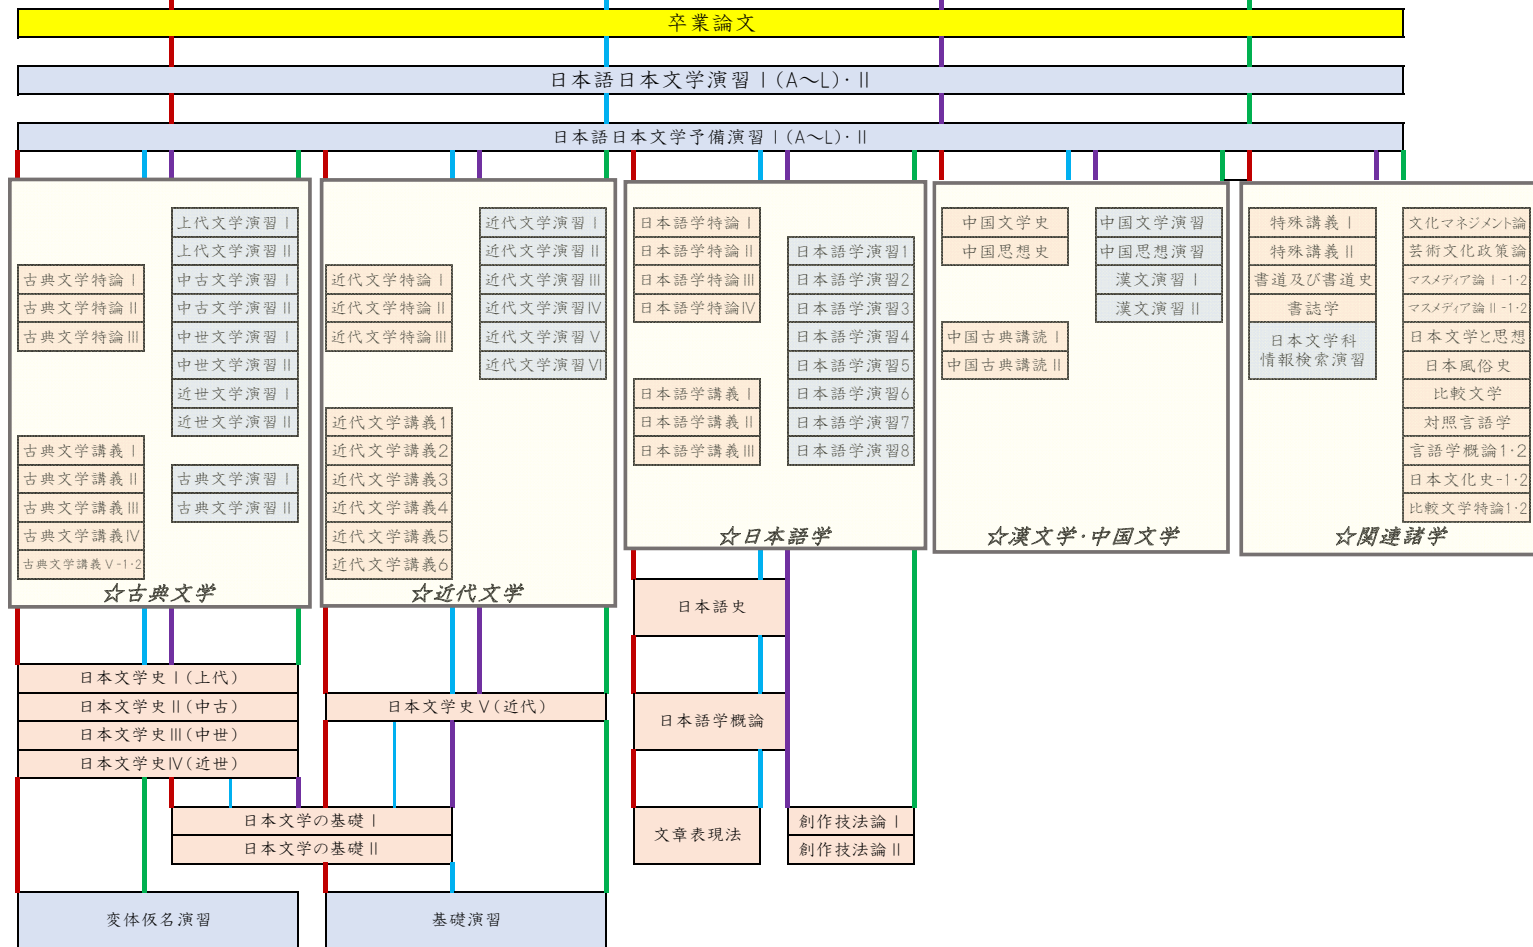 卒業論文
日本語日本文学演習Ⅰ(A〜L)・Ⅱ
日本語日本文学予備演習Ⅰ(A〜L)・Ⅱ
上代文学演習Ⅰ
上代文学演習Ⅱ
古典文学特論Ⅰ
中古文学演習Ⅰ
古典文学特論Ⅱ
中古文学演習Ⅱ
古典文学特論Ⅲ
中世文学演習Ⅰ
中世文学演習Ⅱ
近世文学演習Ⅰ
近世文学演習Ⅱ
古典文学講義Ⅰ
古典文学講義Ⅱ
古典文学演習Ⅰ
古典文学講義Ⅲ
古典文学演習Ⅱ
古典文学講義Ⅳ
古典文学講義Ⅴ-1・2
☆古典文学
近代文学演習Ⅰ
近代文学演習Ⅱ
近代文学特論Ⅰ
近代文学演習Ⅲ
近代文学特論Ⅱ
近代文学演習Ⅳ
近代文学特論Ⅲ
近代文学演習Ⅴ
近代文学演習Ⅵ
近代文学講義1
近代文学講義2
近代文学講義3
近代文学講義4
近代文学講義5
近代文学講義6
☆近代文学
日本語学特論Ⅰ
日本語学特論Ⅱ
日本語学演習1
日本語学特論Ⅲ
日本語学演習2
日本語学特論Ⅳ
日本語学演習3
日本語学演習4
日本語学演習5
日本語学講義Ⅰ
日本語学演習6
日本語学講義Ⅱ
日本語学演習7
日本語学講義Ⅲ
日本語学演習8
☆日本語学
中国文学史
中国文学演習
中国思想史
中国思想演習
漢文演習Ⅰ
漢文演習Ⅱ
中国古典講読Ⅰ
中国古典講読Ⅱ
☆漢文学・中国文学
特殊講義Ⅰ
文化マネジメント論
特殊講義Ⅱ
芸術文化政策論
書道及び書道史
マスメディア論Ⅰ-1・2
書誌学
マスメディア論Ⅱ-1・2
日本文学科
情報検索演習
日本文学と思想
日本風俗史
比較文学
対照言語学
言語学概論1・2
日本文化史-1・2
比較文学特論1・2
☆関連諸学
日本語史
日本文学史Ⅰ(上代)
日本文学史Ⅱ(中古)
日本文学史Ⅲ(中世)
日本文学史Ⅳ(近世)
日本文学史Ⅴ(近代)
日本語学概論
日本文学の基礎Ⅰ
日本文学の基礎Ⅱ
文章表現法
創作技法論Ⅰ
創作技法論Ⅱ
変体仮名演習
基礎演習